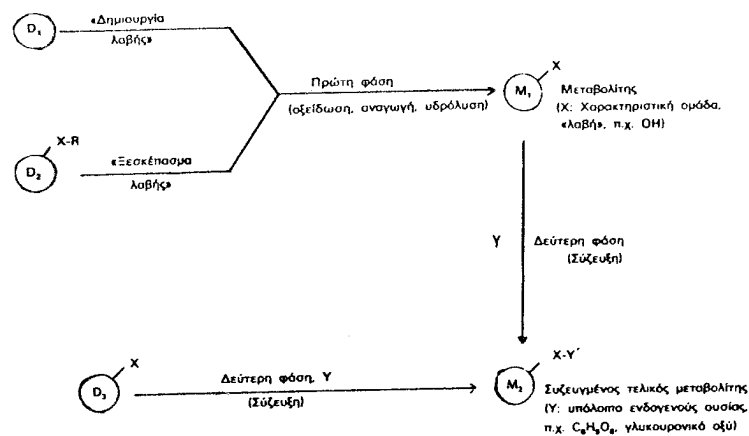 D₁
«Δημιουργία
λαβής»
X-R
D₂
«Ξεσκέπασμα
λαβής»
Πρώτη φάση
(οξείδωση, αναγωγή, υδρόλυση)
X
M₁
Μεταβολίτης
(X: Χαρακτηριστική ομάδα,
«λαβή», π.χ. OH)
Y
Δεύτερη φάση
(Σύζευξη)
X
D₃
Δεύτερη φάση, Y
(Σύζευξη)
X-Y΄
M₂
Συζευγμένος τελικός μεταβολίτης
(Y: υπόλοιπο ενδογενούς ουσίας,
π.χ. C₆H₉O₆, γλυκουρονικό οξύ)